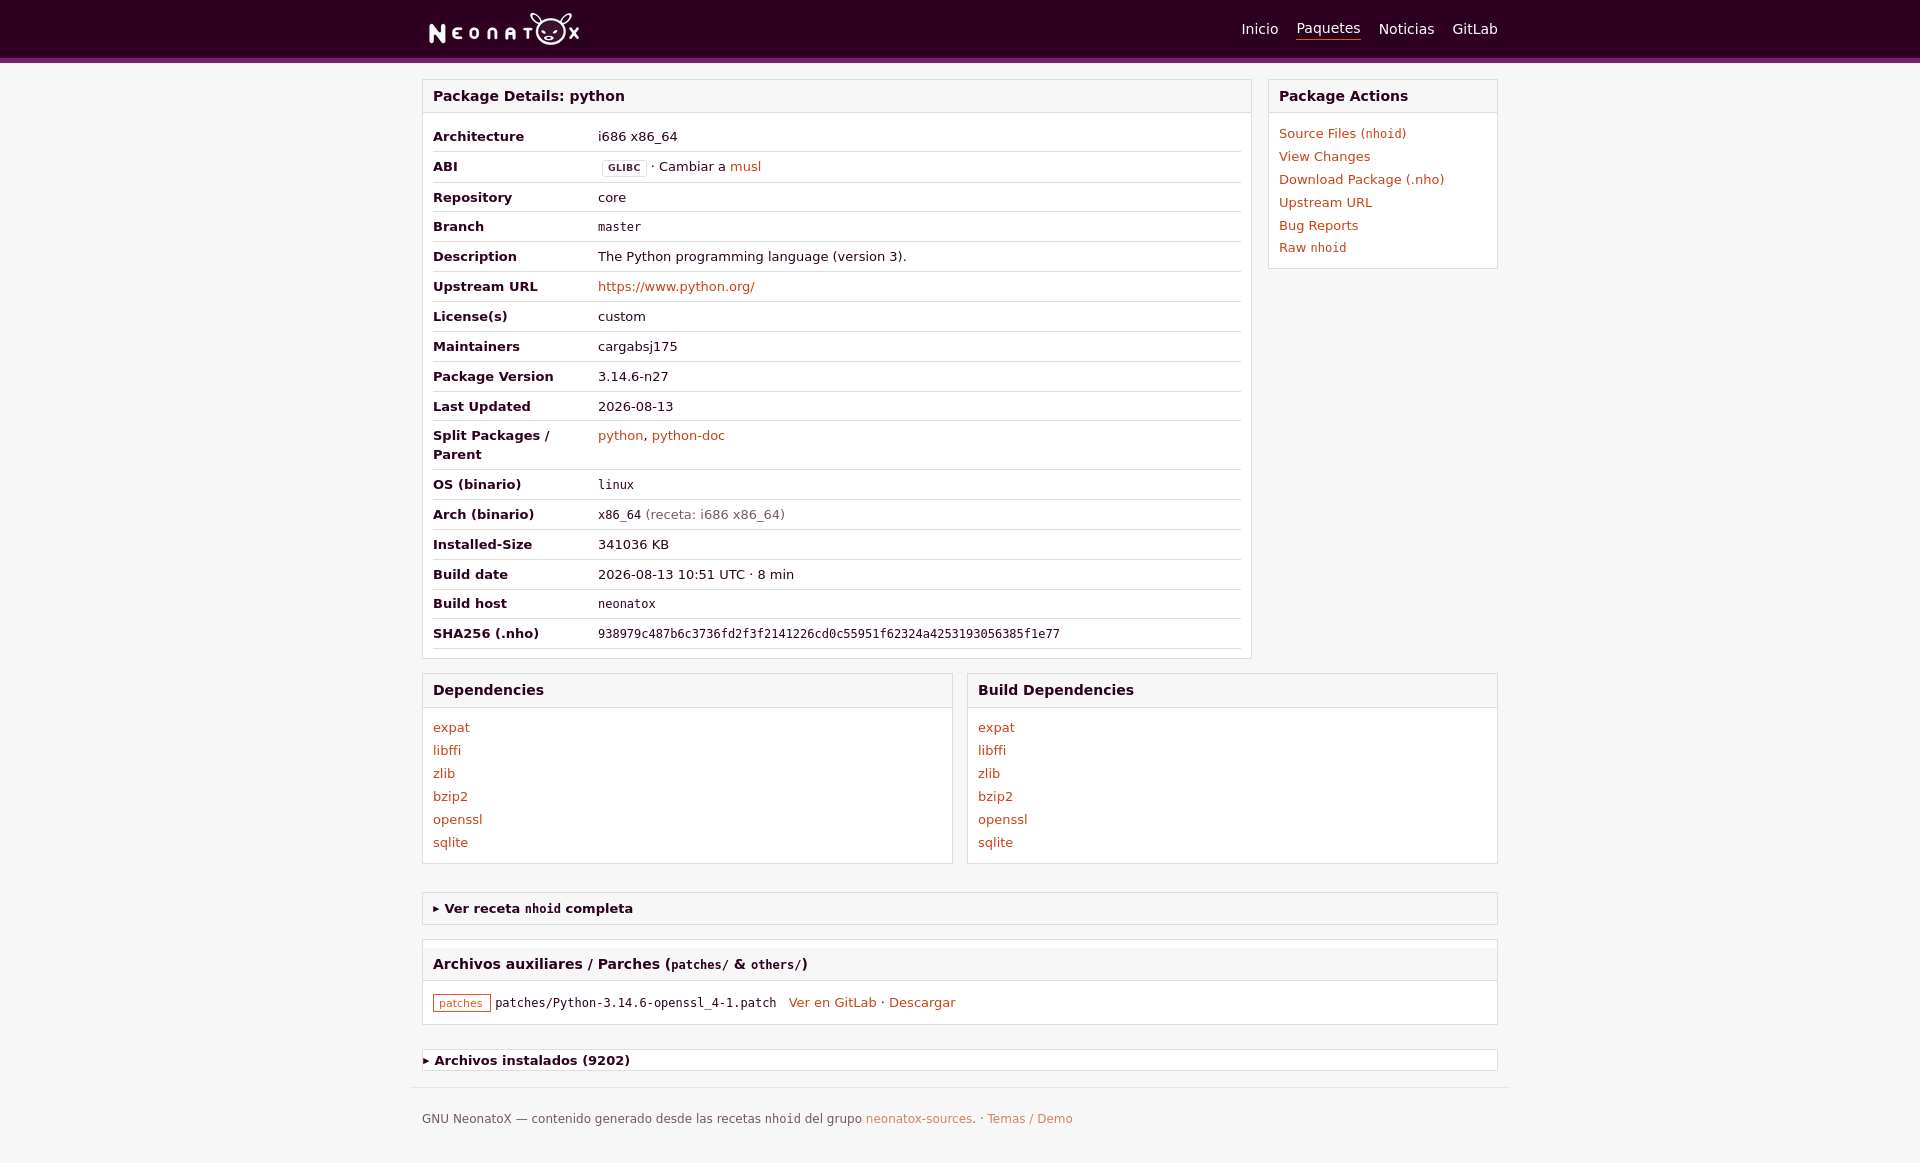 NEONATOX
Inicio Paquetes Noticias GitLab
Package Details: python
Architecture i686 x86_64
ABI GLIBC · Cambiar a musl
Repository core
Branch master
Description The Python programming language (version 3).
Upstream URL https://www.python.org/
License(s) custom
Maintainers cargabsj175
Package Version 3.14.6-n27
Last Updated 2026-08-13
Split Packages / python, python-doc
Parent
OS (binario) linux
Arch (binario) x86_64 (receta: i686 x86_64)
Installed-Size 341036 KB
Build date 2026-08-13 10:51 UTC · 8 min
Build host neonatox
SHA256 (.nho) 938979c487b6c3736fd2f3f2141226cd0c55951f62324a4253193056385f1e77
Package Actions
Source Files (nhoid)
View Changes
Download Package (.nho)
Upstream URL
Bug Reports
Raw nhoid
Dependencies
expat
libffi
zlib
bzip2
openssl
sqlite
Build Dependencies
expat
libffi
zlib
bzip2
openssl
sqlite
▸ Ver receta nhoid completa
Archivos auxiliares / Parches (patches/ & others/)
patches patches/Python-3.14.6-openssl_4-1.patch Ver en GitLab · Descargar
▸ Archivos instalados (9202)
GNU NeonatoX — contenido generado desde las recetas nhoid del grupo neonatox-sources. · Temas / Demo